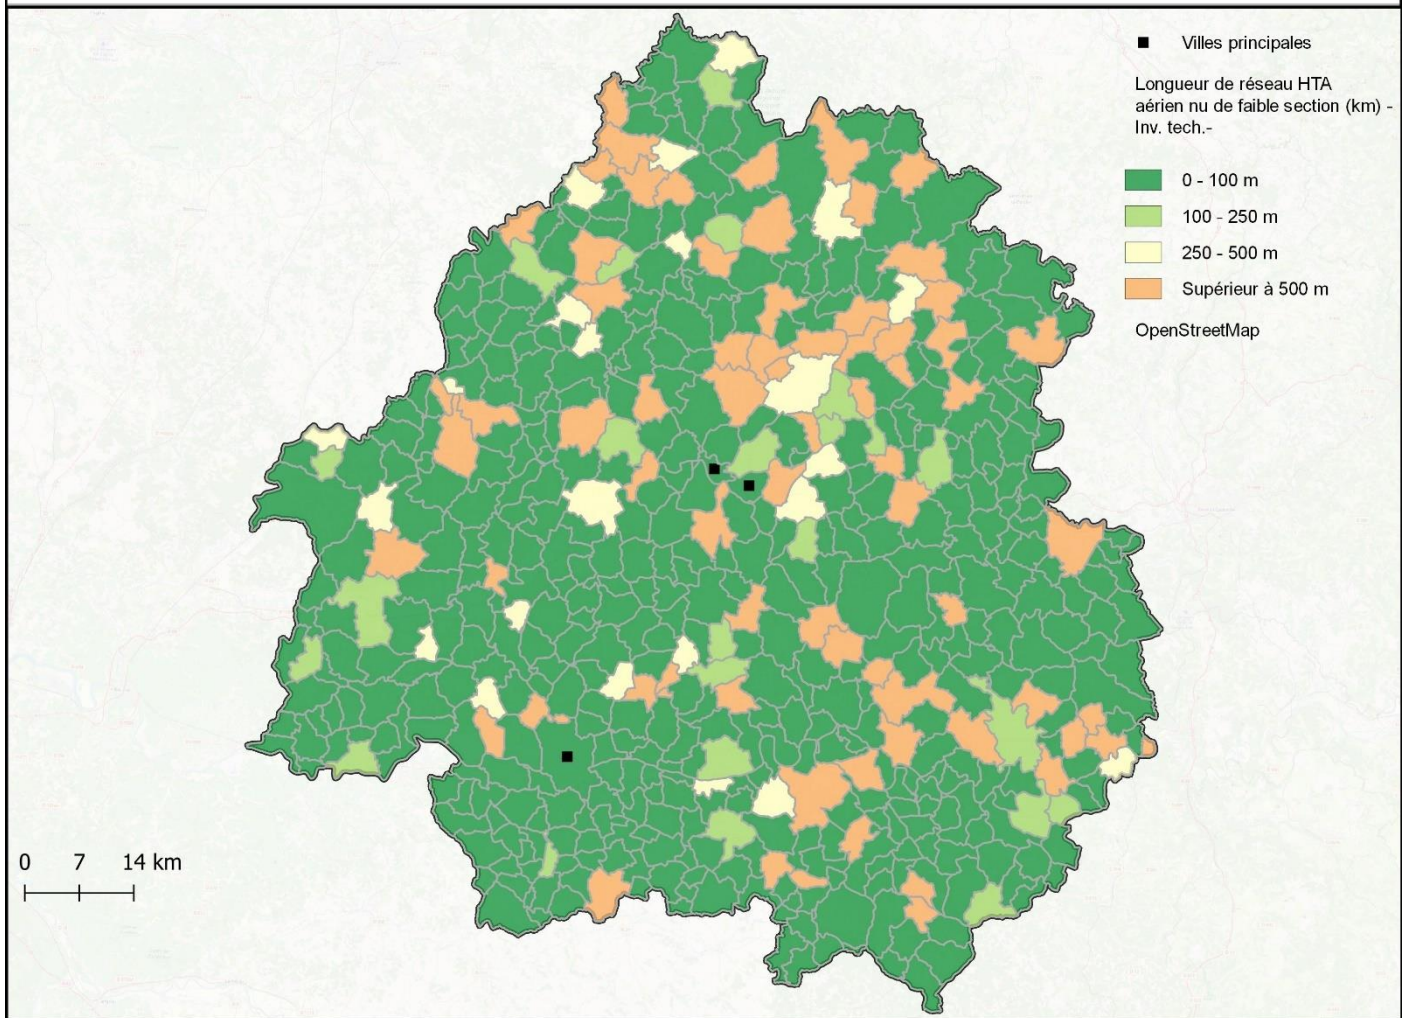 Villes principales
Longueur de réseau HTA
aérien nu de faible section (km) -
Inv. tech.-
0 - 100 m
100 - 250 m
250 - 500 m
Supérieur à 500 m
OpenStreetMap
0 7 14 km